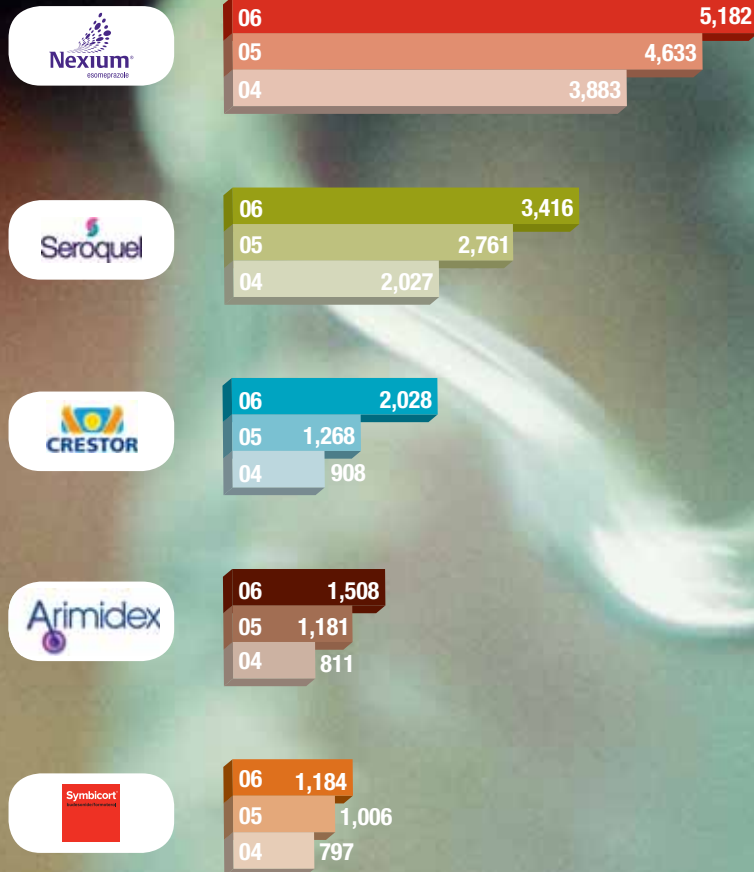 Nexium®
esomeprazole
06 5,182
05 4,633
04 3,883
Seroquel
06 3,416
05 2,761
04 2,027
CRESTOR
06 2,028
05 1,268
04 908
Arimidex
06 1,508
05 1,181
04 811
Symbicort
06 1,184
05 1,006
04 797